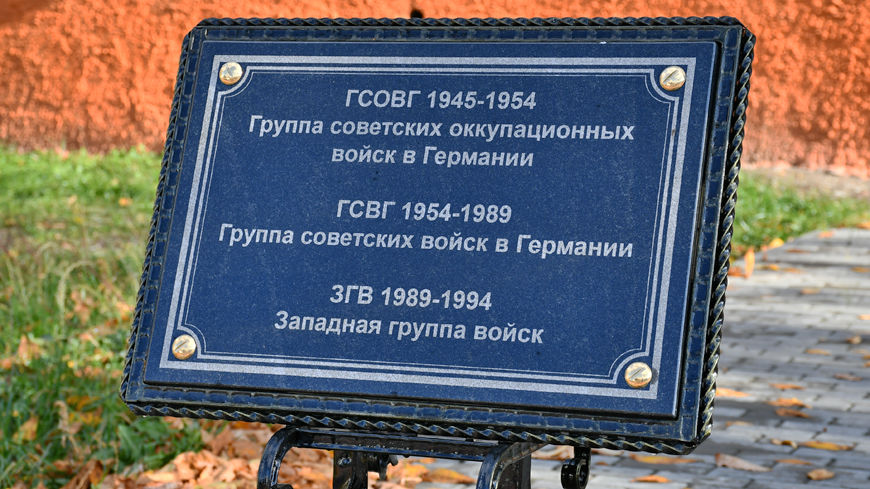 ГСОВГ 1945-1954
Группа советских оккупационных
войск в Германии
ГСВГ 1954-1989
Группа советских войск в Германии
ЗГВ 1989-1994
Западная группа войск